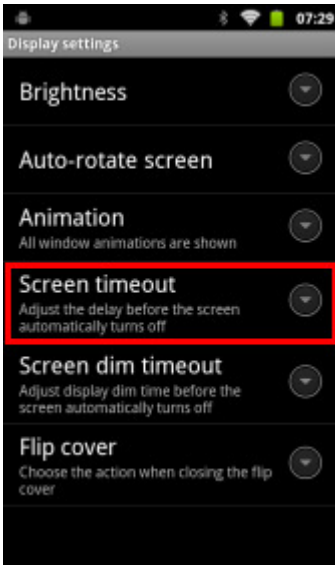 07:29
Display settings
Brightness
Auto-rotate screen
Animation
All window animations are shown
Screen timeout
Adjust the delay before the screen
automatically turns off
Screen dim timeout
Adjust display dim time before the
screen automatically turns off
Flip cover
Choose the action when closing the flip
cover